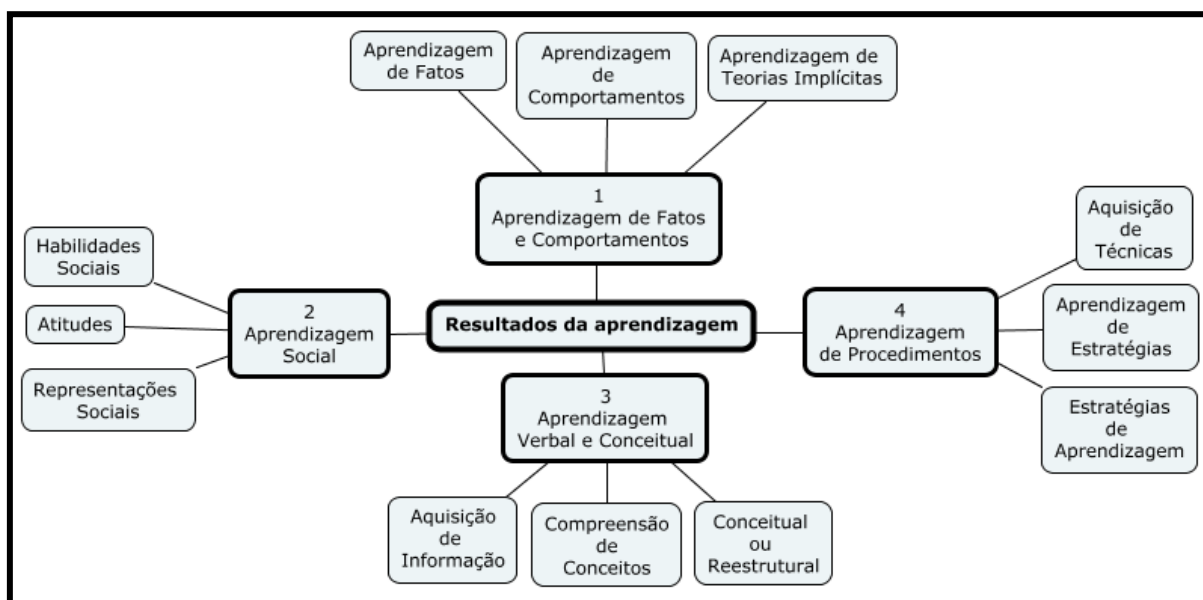 Aprendizagem
de Fatos
Aprendizagem
de
Comportamentos
Aprendizagem de
Teorias Implícitas
1
Aprendizagem de Fatos
e Comportamentos
Habilidades
Sociais
Atitudes
Representações
Sociais
2
Aprendizagem
Social
Resultados da aprendizagem
4
Aprendizagem
de Procedimentos
Aquisição
de
Técnicas
Aprendizagem
de
Estratégias
Estratégias
de
Aprendizagem
3
Aprendizagem
Verbal e Conceitual
Aquisição
de
Informação
Compreensão
de
Conceitos
Conceitual
ou
Reestrutural